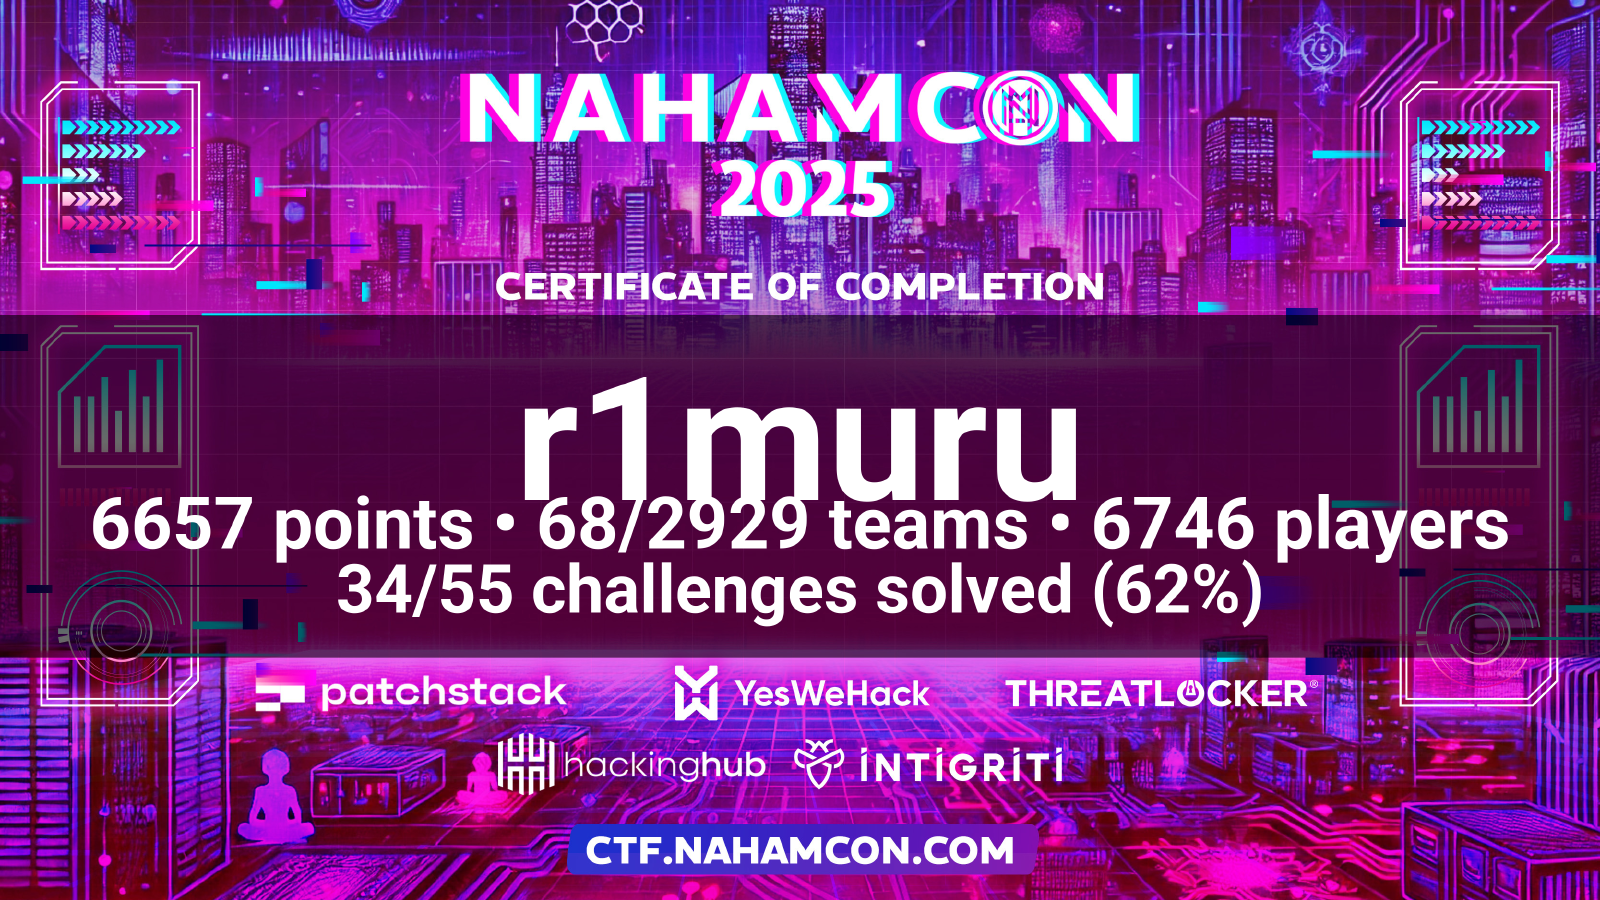 NAHAMCON
2025
CERTIFICATE OF COMPLETION
r1muru
6657 points • 68/2929 teams • 6746 players
34/55 challenges solved (62%)
patchstack YesWeHack THREATLOCKER®
hackinghub INTIGRITI
CTF.NAHAMCON.COM